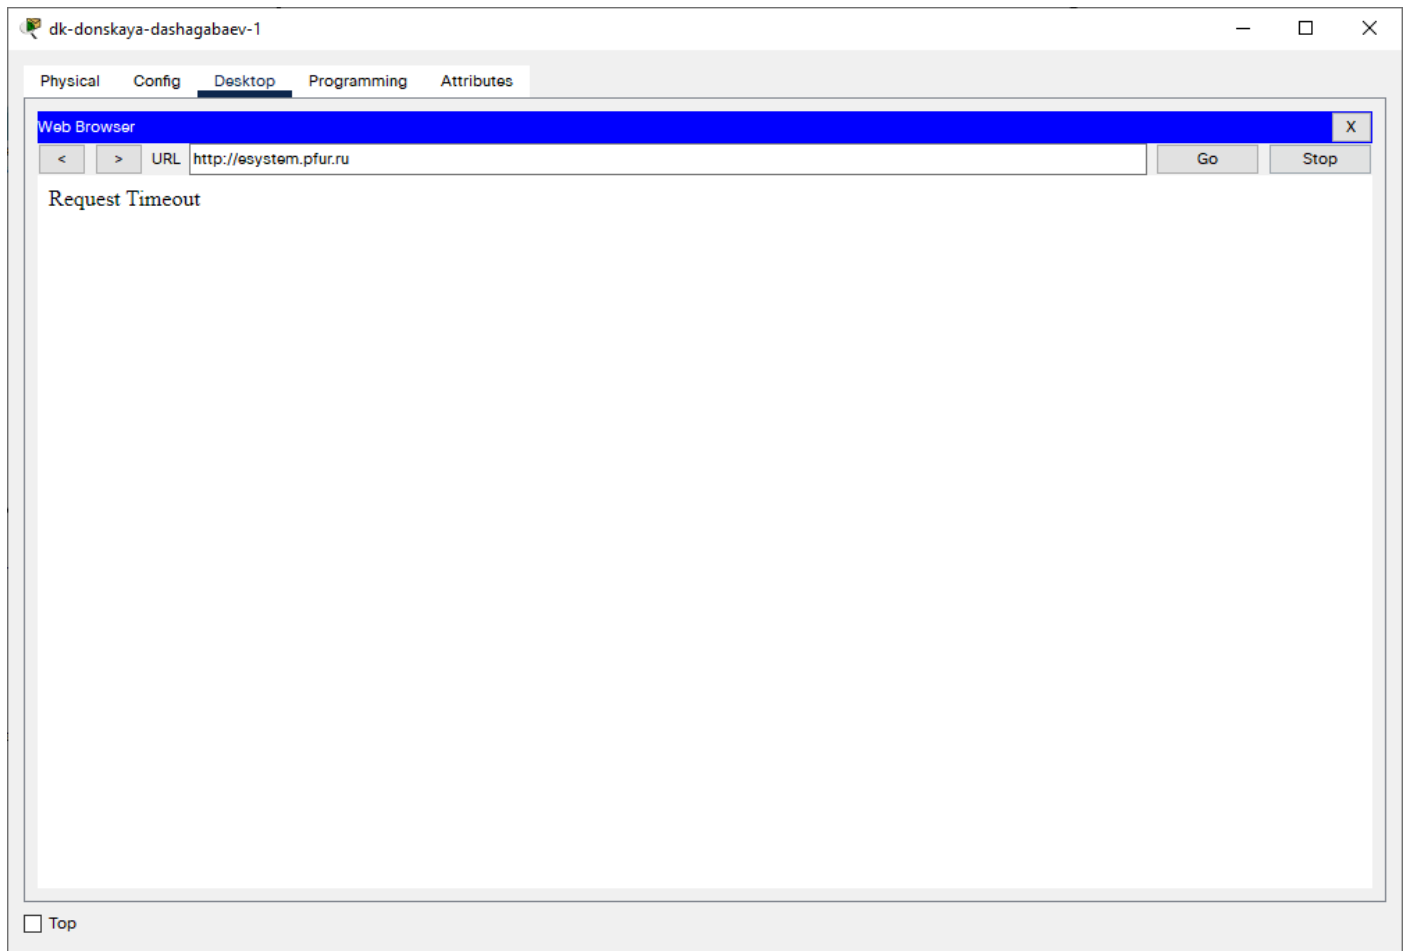 dk-donskaya-dashagabaev-1
Physical Config Desktop Programming Attributes
Web Browser X
< > URL http://esystem.pfur.ru Go Stop
Request Timeout
Top